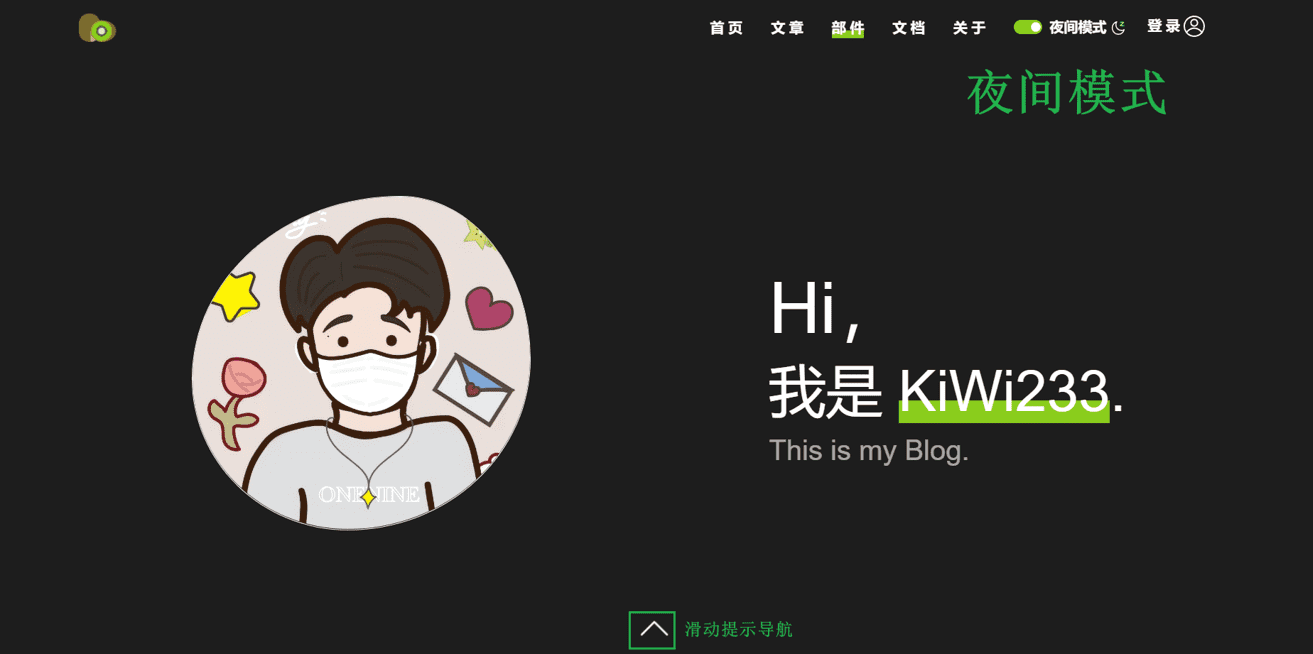 首页 文章 部件 文档 关于 夜间模式 登录
夜间模式
Hi,
我是 KiWi233.
This is my Blog.
ONENINE
滑动提示导航